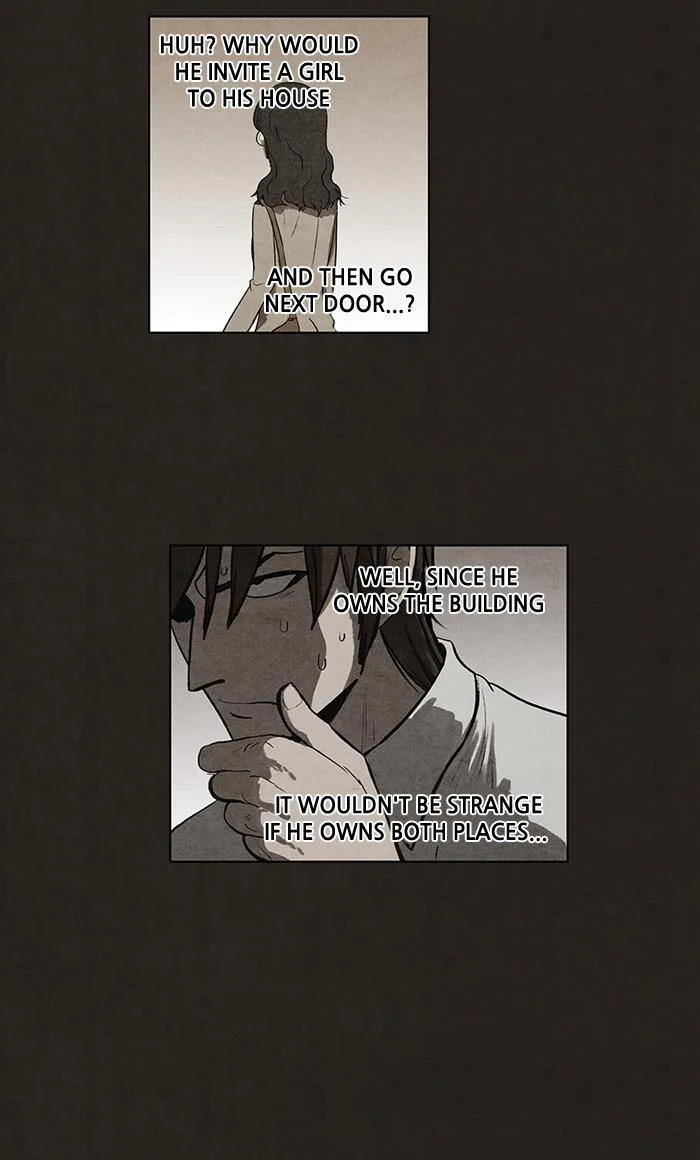 HUH? WHY WOULD
HE INVITE A GIRL
TO HIS HOUSE
AND THEN GO
NEXT DOOR...?
WELL, SINCE HE
OWNS THE BUILDING
IT WOULDN'T BE STRANGE
IF HE OWNS BOTH PLACES...